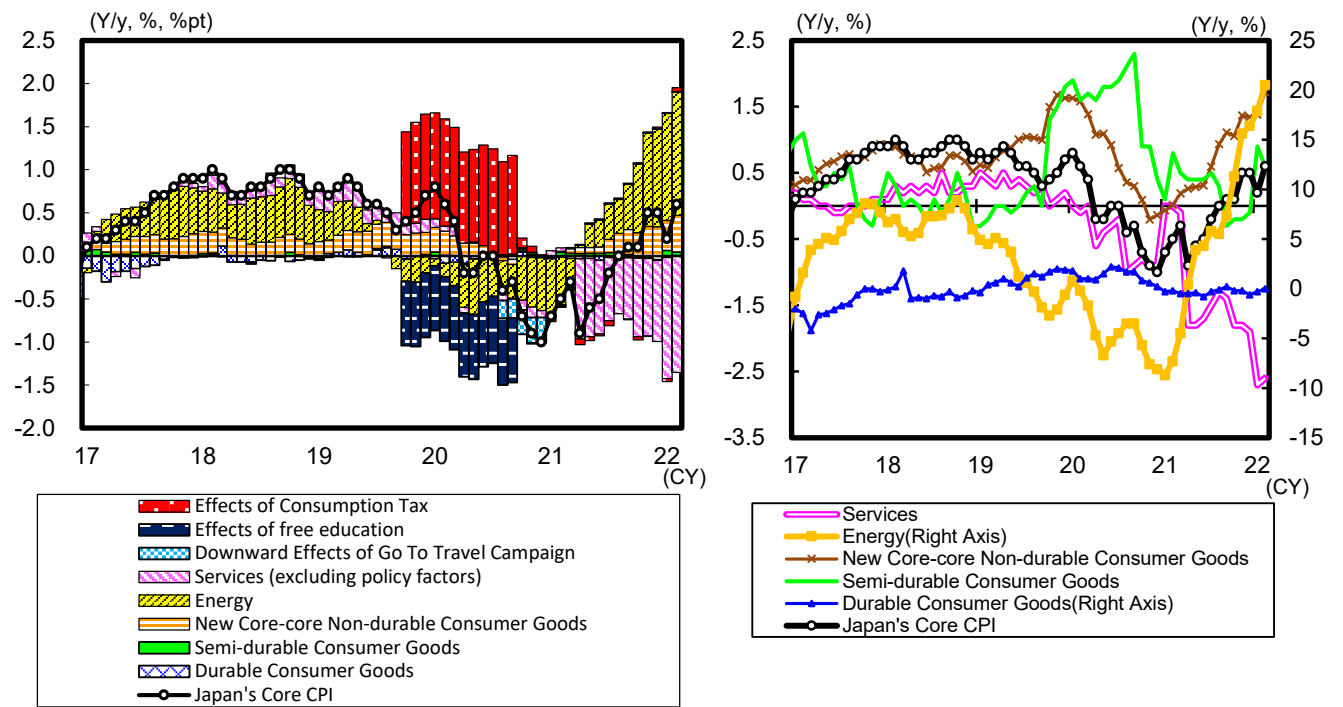 (Y/y, %, %pt)
2.5
2.0
1.5
1.0
0.5
0.0
-0.5
-1.0
-1.5
-2.0
17 18 19 20 21 22
(CY)
Effects of Consumption Tax
Effects of free education
Downward Effects of Go To Travel Campaign
Services (excluding policy factors)
Energy
New Core-core Non-durable Consumer Goods
Semi-durable Consumer Goods
Durable Consumer Goods
Japan's Core CPI
(Y/y, %) (Y/y, %)
2.5
1.5
0.5
-0.5
-1.5
-2.5
-3.5
25
20
15
10
5
0
-5
-10
-15
17 18 19 20 21 22
(CY)
Services
Energy(Right Axis)
New Core-core Non-durable Consumer Goods
Semi-durable Consumer Goods
Durable Consumer Goods(Right Axis)
Japan's Core CPI